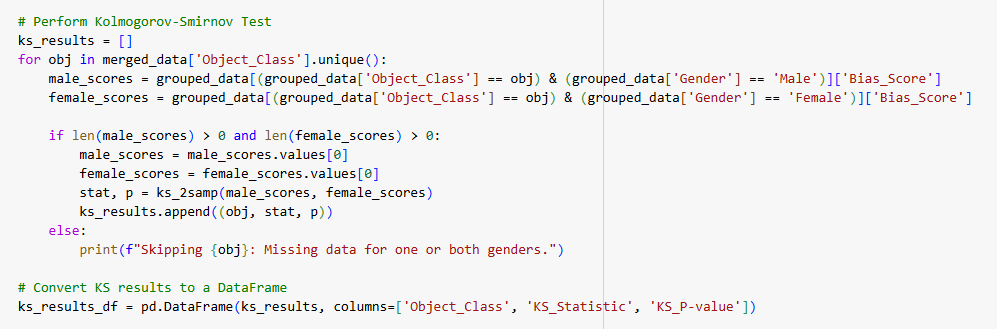 # Perform Kolmogorov-Smirnov Test
ks_results = []
for obj in merged_data['Object_Class'].unique():
    male_scores = grouped_data[(grouped_data['Object_Class'] == obj) & (grouped_data['Gender'] == 'Male')]['Bias_Score']
    female_scores = grouped_data[(grouped_data['Object_Class'] == obj) & (grouped_data['Gender'] == 'Female')]['Bias_Score']

    if len(male_scores) > 0 and len(female_scores) > 0:
        male_scores = male_scores.values[0]
        female_scores = female_scores.values[0]
        stat, p = ks_2samp(male_scores, female_scores)
        ks_results.append((obj, stat, p))
    else:
        print(f"Skipping {obj}: Missing data for one or both genders.")

# Convert KS results to a DataFrame
ks_results_df = pd.DataFrame(ks_results, columns=['Object_Class', 'KS_Statistic', 'KS_P-value'])